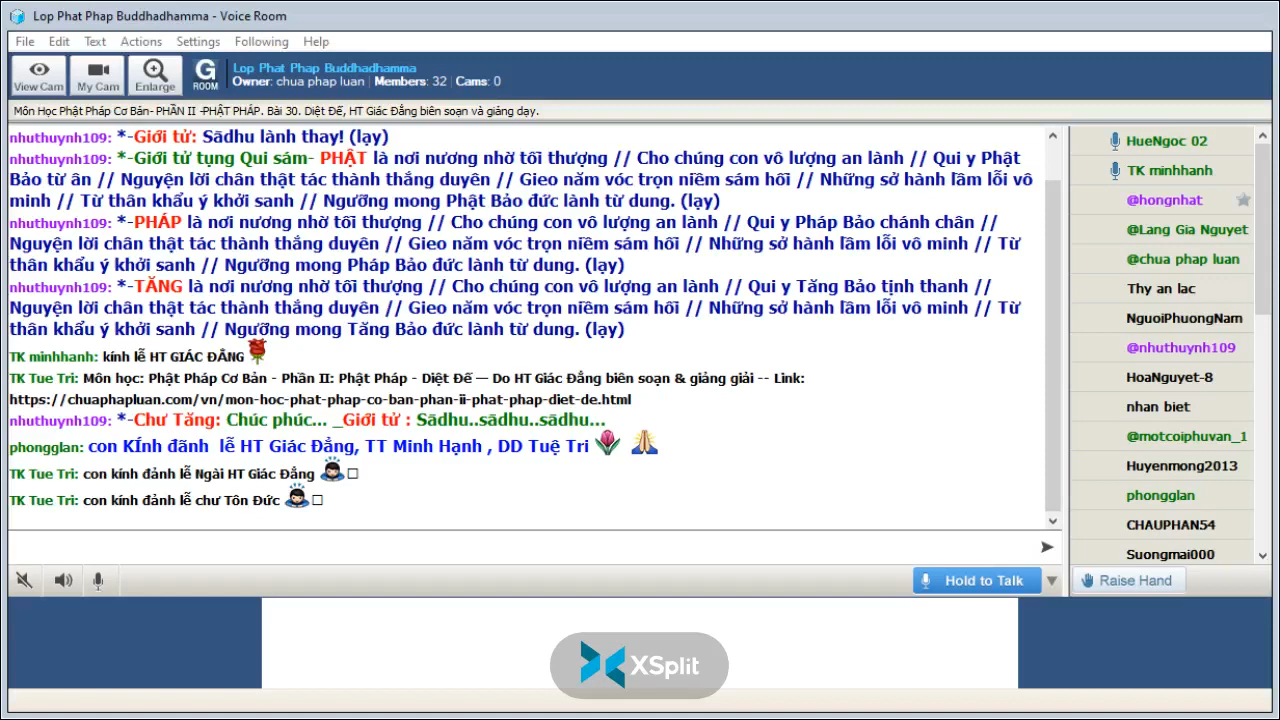 Lop Phat Phap Buddhadhamma - Voice Room
File Edit Text Actions Settings Following Help
View Cam My Cam Enlarge G ROOM
Lop Phat Phap Buddhadhamma
Owner: chua phap luan | Members: 32 | Cams: 0
Môn Học Phật Pháp Cơ Bản- PHẦN II -PHẬT PHÁP. Bài 30. Diệt Đế, HT Giác Đẳng biên soạn và giảng dạy.
nhuthuynh109: *-Giới tử: Sādhu lành thay! (lạy)
nhuthuynh109: *-Giới tử tụng Qui sám- PHẬT là nơi nương nhờ tối thượng // Cho chúng con vô lượng an lành // Qui y Phật
Bảo từ ân // Nguyện lời chân thật tác thành thắng duyên // Gieo năm vóc trọn niềm sám hối // Những sở hành lầm lỗi vô
minh // Từ thân khẩu ý khởi sanh // Ngưỡng mong Phật Bảo đức lành từ dung. (lạy)
nhuthuynh109: *-PHÁP là nơi nương nhờ tối thượng // Cho chúng con vô lượng an lành // Qui y Pháp Bảo chánh chân //
Nguyện lời chân thật tác thành thắng duyên // Gieo năm vóc trọn niềm sám hối // Những sở hành lầm lỗi vô minh // Từ
thân khẩu ý khởi sanh // Ngưỡng mong Pháp Bảo đức lành từ dung. (lạy)
nhuthuynh109: *-TĂNG là nơi nương nhờ tối thượng // Cho chúng con vô lượng an lành // Qui y Tăng Bảo tịnh thanh //
Nguyện lời chân thật tác thành thắng duyên // Gieo năm vóc trọn niềm sám hối // Những sở hành lầm lỗi vô minh // Từ
thân khẩu ý khởi sanh // Ngưỡng mong Tăng Bảo đức lành từ dung. (lạy)
TK minhhanh: kính lễ HT GIÁC ĐẲNG
TK Tue Tri: Môn học: Phật Pháp Cơ Bản - Phần II: Phật Pháp - Diệt Đế — Do HT Giác Đẳng biên soạn & giảng giải -- Link:
https://chuaphapluan.com/vn/mon-hoc-phat-phap-co-ban-phan-ii-phat-phap-diet-de.html
nhuthuynh109: *-Chư Tăng: Chúc phúc... _Giới tử : Sādhu..sādhu..sādhu...
phongglan: con KÍnh đãnh lễ HT Giác Đẳng, TT Minh Hạnh , DD Tuệ Tri
TK Tue Tri: con kính đảnh lễ Ngài HT Giác Đẳng
TK Tue Tri: con kính đảnh lễ chư Tôn Đức
Hold to Talk
HueNgoc 02
TK minhhanh
@hongnhat
@Lang Gia Nguyet
@chua phap luan
Thy an lac
NguoiPhuongNam
@nhuthuynh109
HoaNguyet-8
nhan biet
@motcoiphuvan_1
Huyenmong2013
phongglan
CHAUPHAN54
Suongmai000
Raise Hand
XSplit